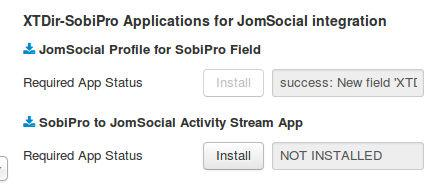 XTDir-SobiPro Applications for JomSocial integration
JomSocial Profile for SobiPro Field
Required App Status Install success: New field 'XTD
SobiPro to JomSocial Activity Stream App
Required App Status Install NOT INSTALLED